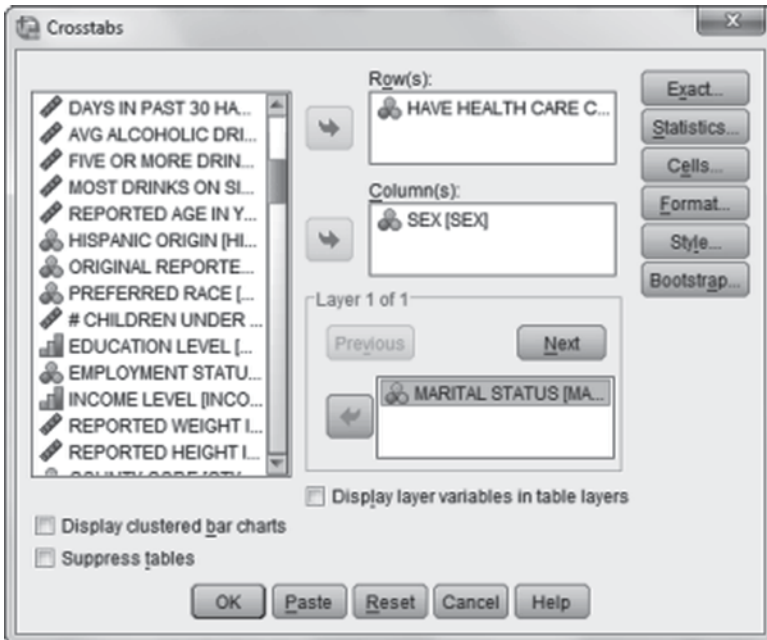 Crosstabs
DAYS IN PAST 30 HA...
AVG ALCOHOLIC DRI...
FIVE OR MORE DRIN...
MOST DRINKS ON SI...
REPORTED AGE IN Y...
HISPANIC ORIGIN [HI...
ORIGINAL REPORTE...
PREFERRED RACE [...
# CHILDREN UNDER ...
EDUCATION LEVEL [...
EMPLOYMENT STATU...
INCOME LEVEL [INCO...
REPORTED WEIGHT I...
REPORTED HEIGHT I...
Row(s):
HAVE HEALTH CARE C...
Column(s):
SEX [SEX]
Layer 1 of 1
Previous
Next
MARITAL STATUS [MA...
Display layer variables in table layers
Exact...
Statistics...
Cells...
Format...
Style...
Bootstrap...
Display clustered bar charts
Suppress tables
OK
Paste
Reset
Cancel
Help